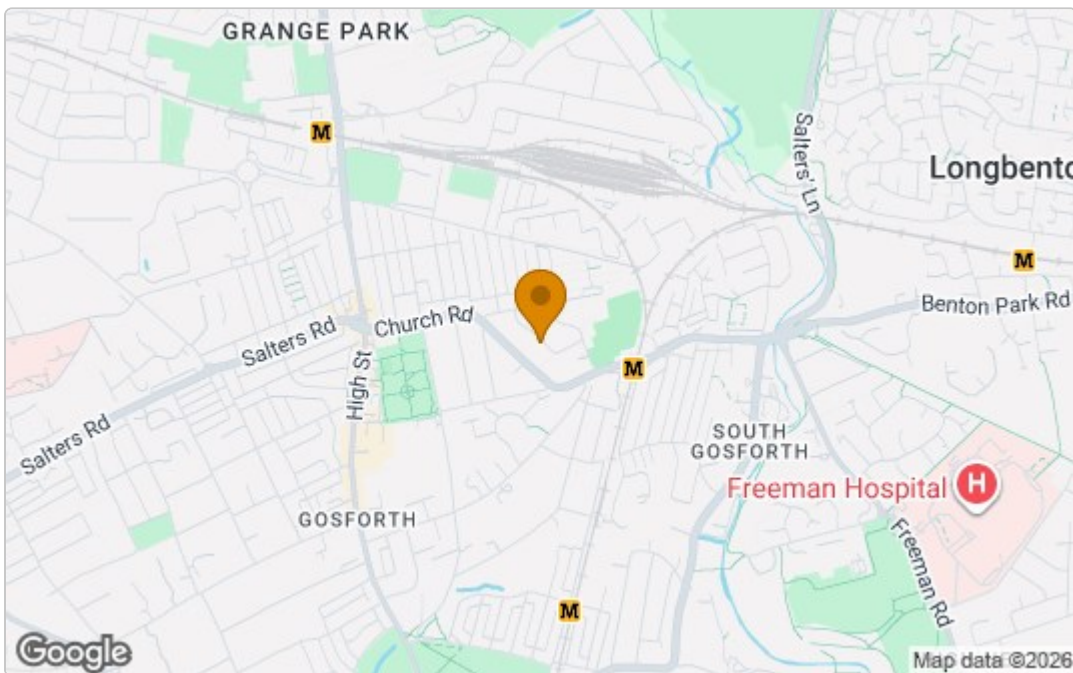 GRANGE PARK
M
Salters' Ln
Longbento
M
Benton Park Rd
Church Rd
Salters Rd
High St
M
Salters Rd
SOUTH
GOSFORTH
Freeman Hospital H
GOSFORTH
Freeman Rd
M
Google
Map data ©2026